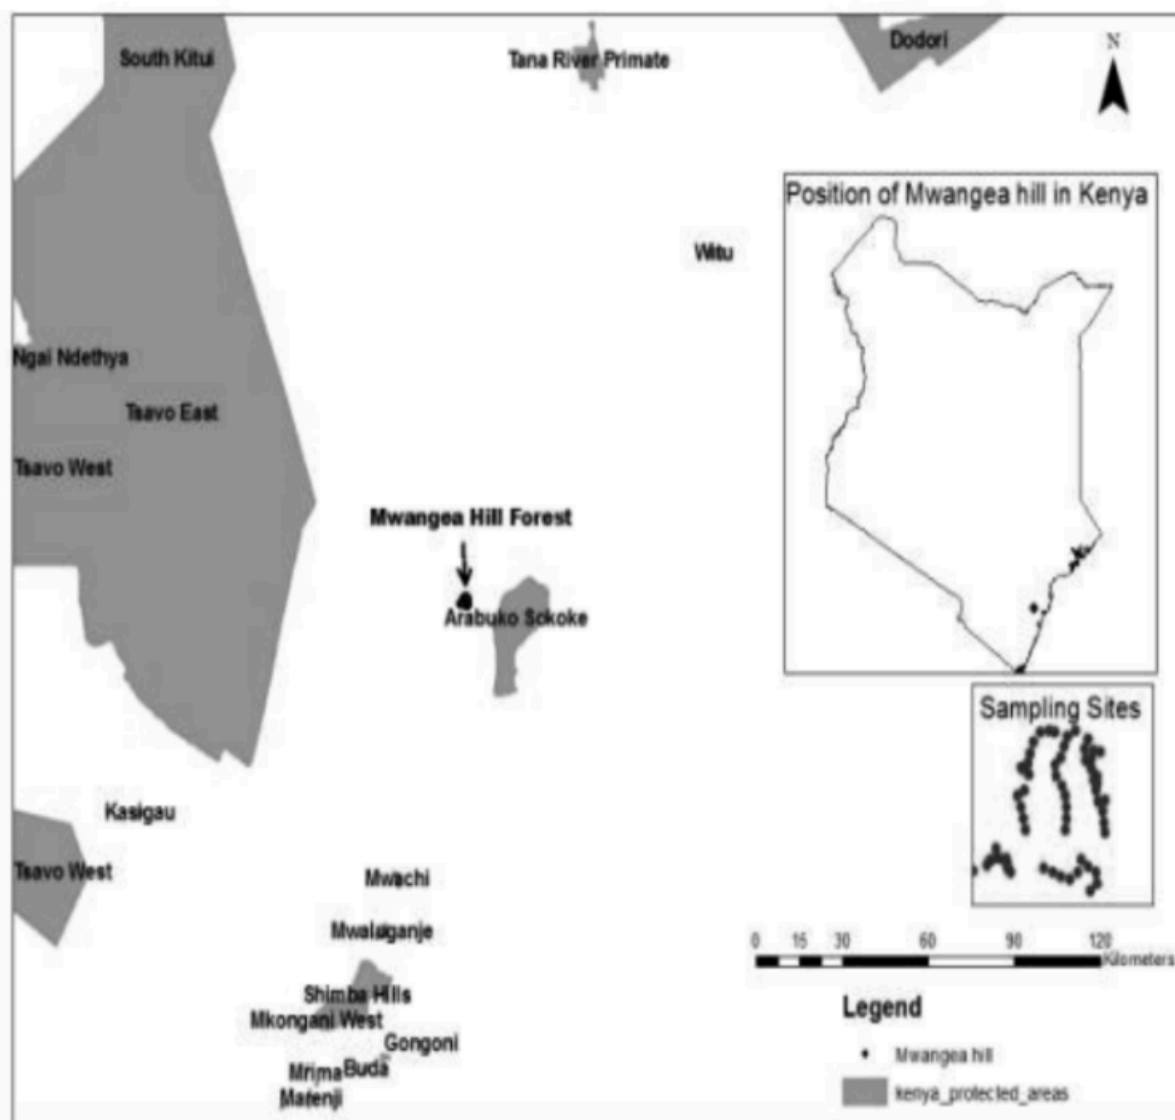 South Kitui
Tana River Primate
Dodori
N
Position of Mwangea hill in Kenya
Witu
Ngai Ndethya
Tsavo East
Tsavo West
Mwangea Hill Forest
Arabuko Sokoke
Sampling Sites
Kasigau
Tsavo West
Mwachi
Mwaluganje
0 15 30 60 90 120
Kilometers
Shimba Hills
Mkongani West
Gongoni
Buda
Mrima
Marenji
Legend
Mwangea hill
kenya_protected_areas